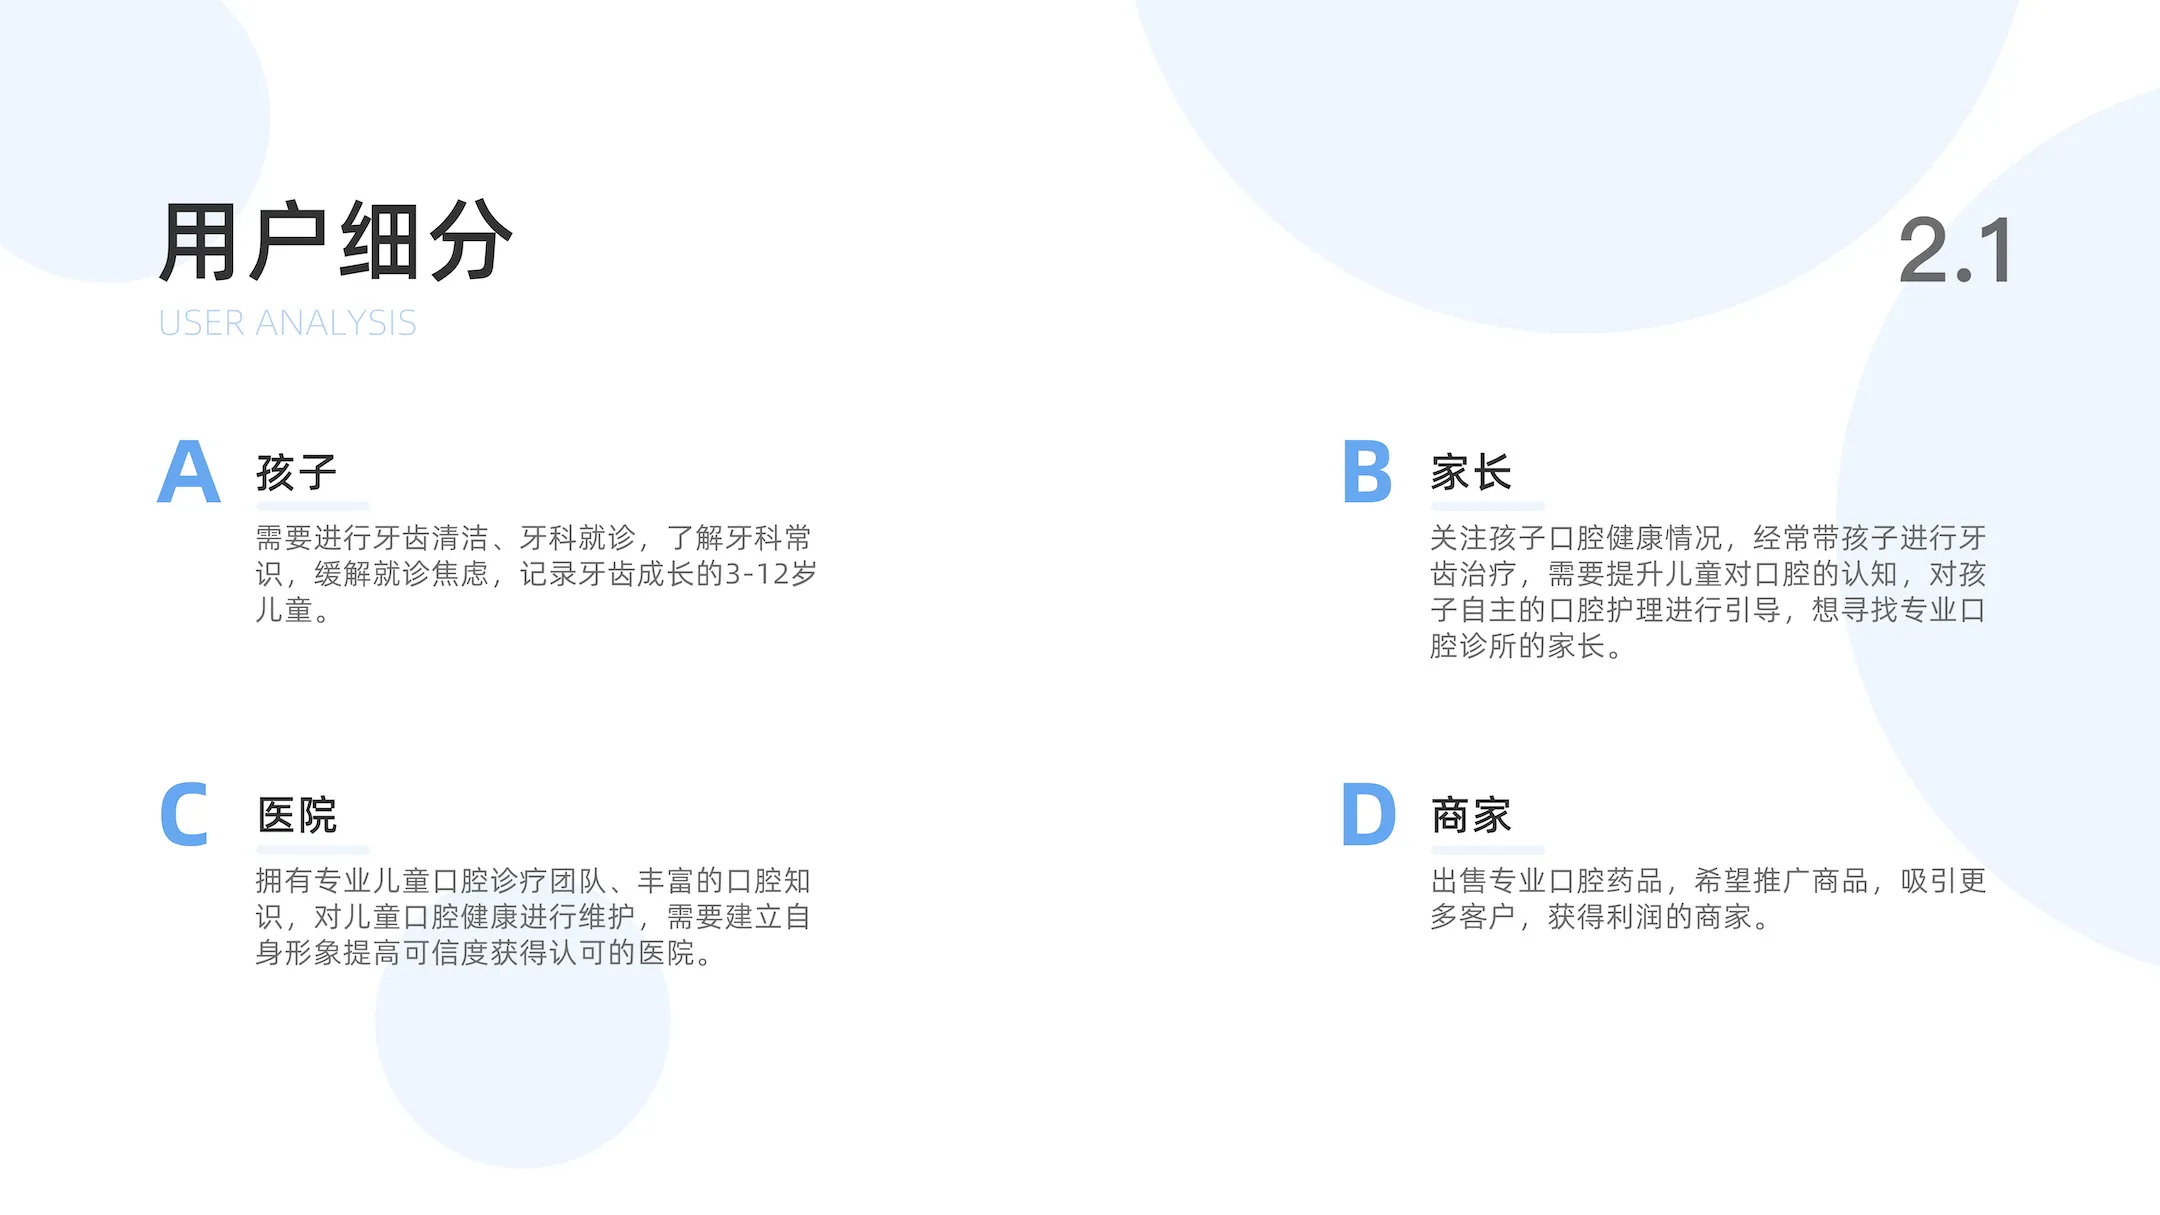 用户细分
2.1
USER ANALYSIS
A
孩子
需要进行牙齿清洁、牙科就诊，了解牙科常
识，缓解就诊焦虑，记录牙齿成长的3-12岁
儿童。
B
家长
关注孩子口腔健康情况，经常带孩子进行牙
齿治疗，需要提升儿童对口腔的认知，对孩
子自主的口腔护理进行引导，想寻找专业口
腔诊所的家长。
C
医院
拥有专业儿童口腔诊疗团队、丰富的口腔知
识，对儿童口腔健康进行维护，需要建立自
身形象提高可信度获得认可的医院。
D
商家
出售专业口腔药品，希望推广商品，吸引更
多客户，获得利润的商家。